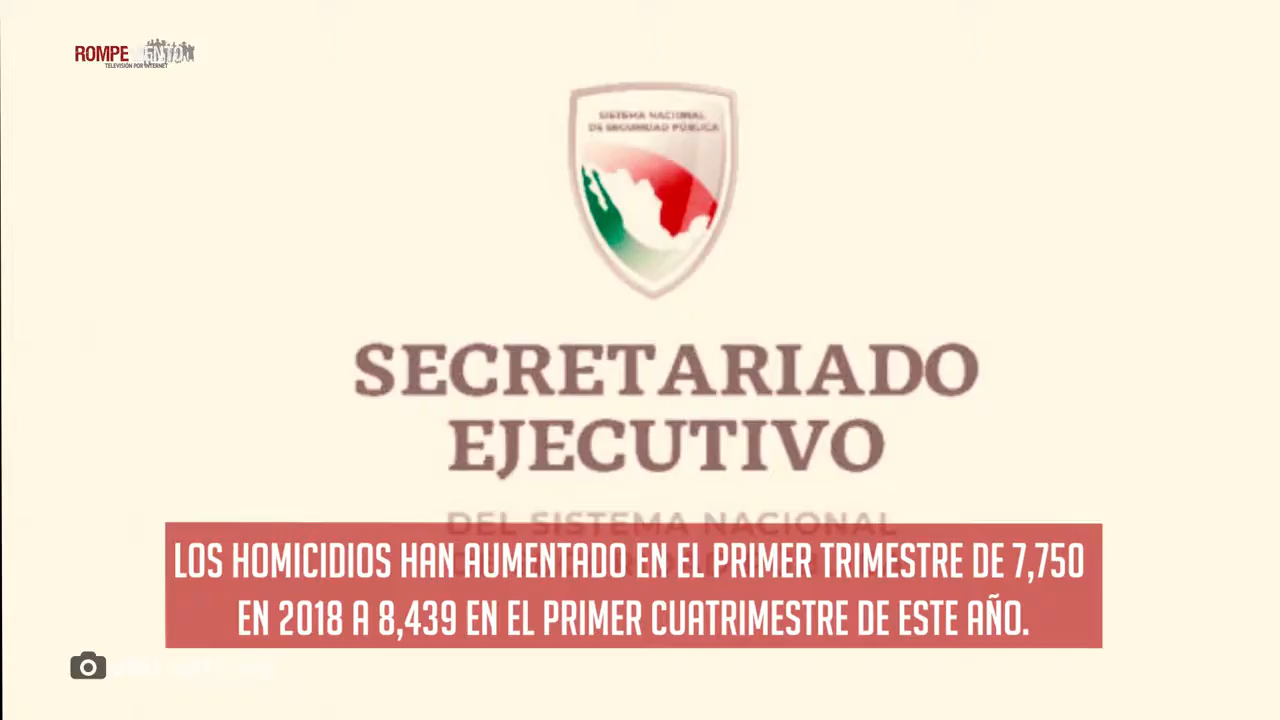 ROMPEVIENTO
TELEVISIÓN POR INTERNET
SISTEMA NACIONAL
DE SEGURIDAD PÚBLICA
SECRETARIADO
EJECUTIVO
DEL SISTEMA NACIONAL
LOS HOMICIDIOS HAN AUMENTADO EN EL PRIMER TRIMESTRE DE 7,750
EN 2018 A 8,439 EN EL PRIMER CUATRIMESTRE DE ESTE AÑO.